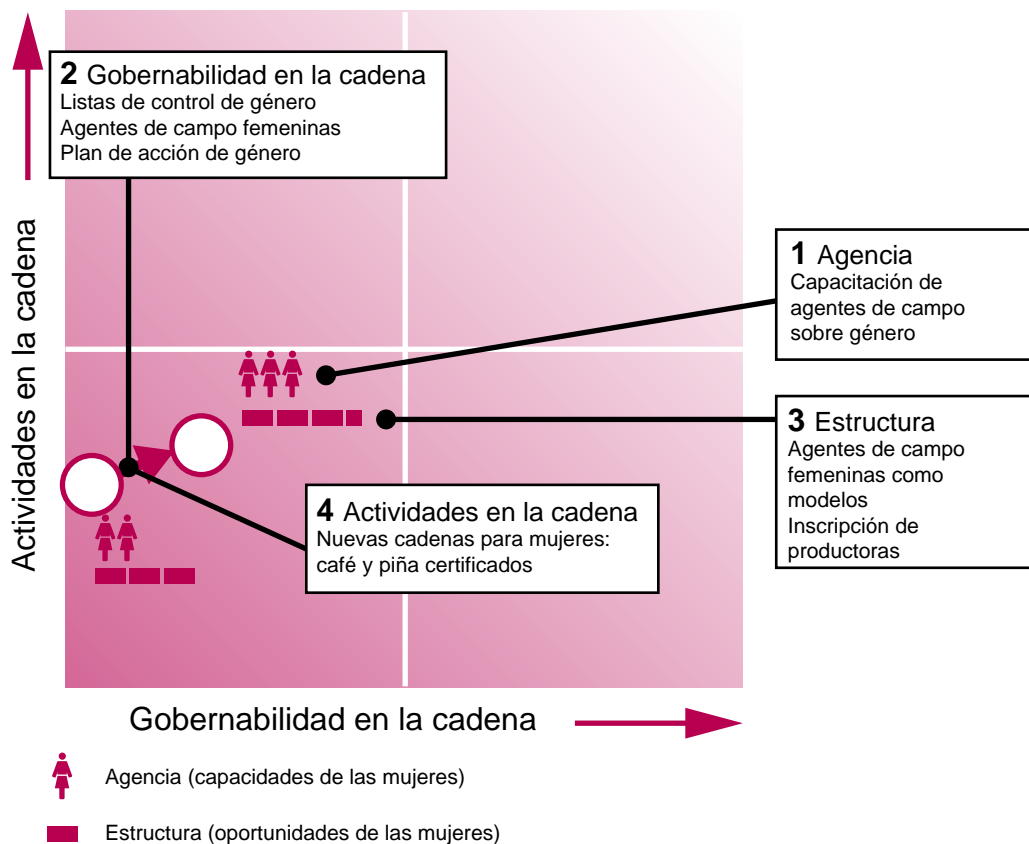 2 Gobernabilidad en la cadena
Listas de control de género
Agentes de campo femeninas
Plan de acción de género
1 Agencia
Capacitación de
agentes de campo
sobre género
3 Estructura
Agentes de campo
femeninas como
modelos
Inscripción de
productoras
4 Actividades en la cadena
Nuevas cadenas para mujeres:
café y piña certificados
Actividades en la cadena
Gobernabilidad en la cadena
Agencia (capacidades de las mujeres)
Estructura (oportunidades de las mujeres)